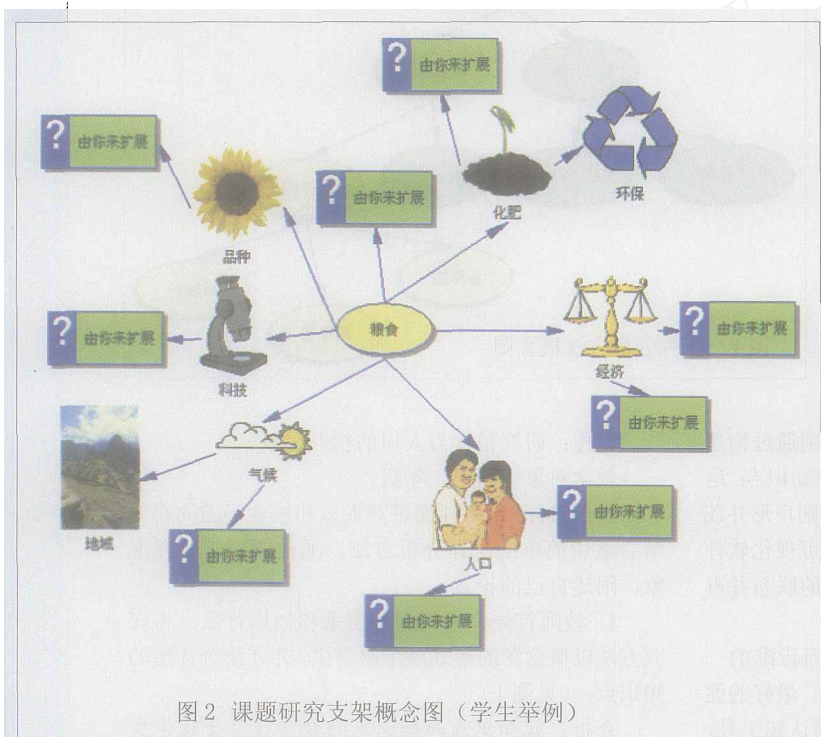 ? 由你来扩展
? 由你来扩展
环保
化肥
? 由你来扩展
品种
粮食
? 由你来扩展
科技
? 由你来扩展
经济
? 由你来扩展
气候
地域
? 由你来扩展
? 由你来扩展
人口
? 由你来扩展
图2 课题研究支架概念图（学生举例）